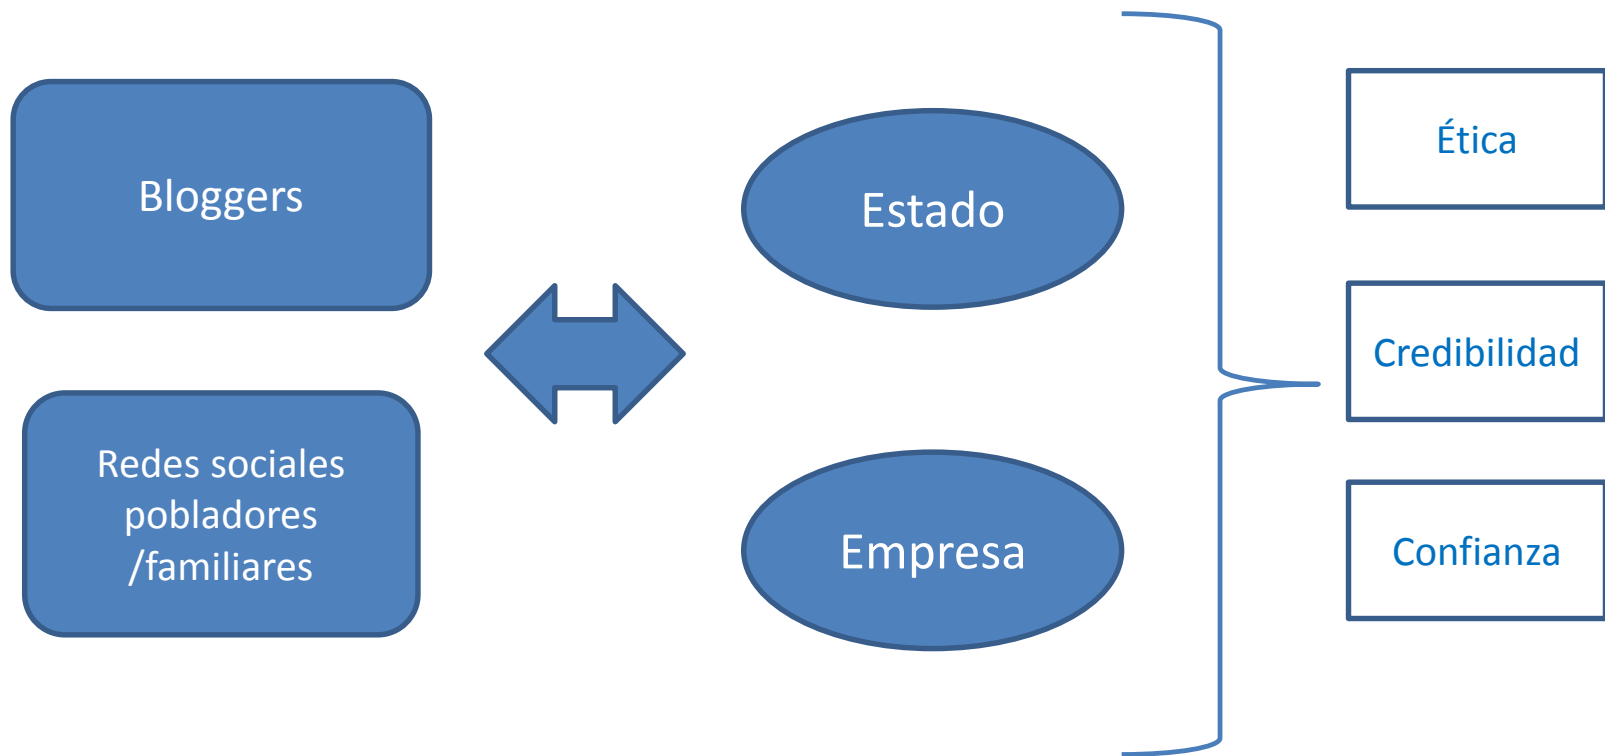 Bloggers
Redes sociales
pobladores
/familiares
Estado
Empresa
Ética
Credibilidad
Confianza